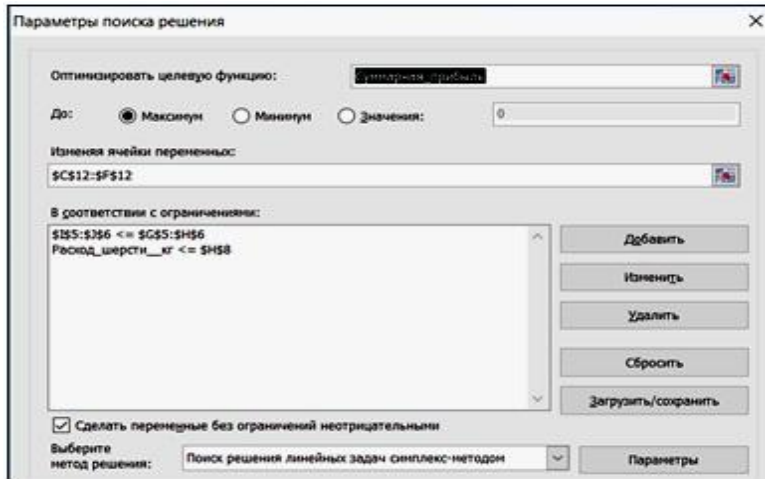 Параметры поиска решения
Оптимизировать целевую функцию: Суммарная_прибыль
До: Максимум Минимум Значения: 0
Изменяя ячейки переменных:
$C$12:$F$12
В соответствии с ограничениями:
$I$5:$J$6 <= $G$5:$H$6
Расход_шерсти__кг <= $H$8
Добавить
Изменить
Удалить
Сбросить
Загрузить/сохранить
Сделать переменные без ограничений неотрицательными
Выберите
метод решения: Поиск решения линейных задач симплекс-методом Параметры